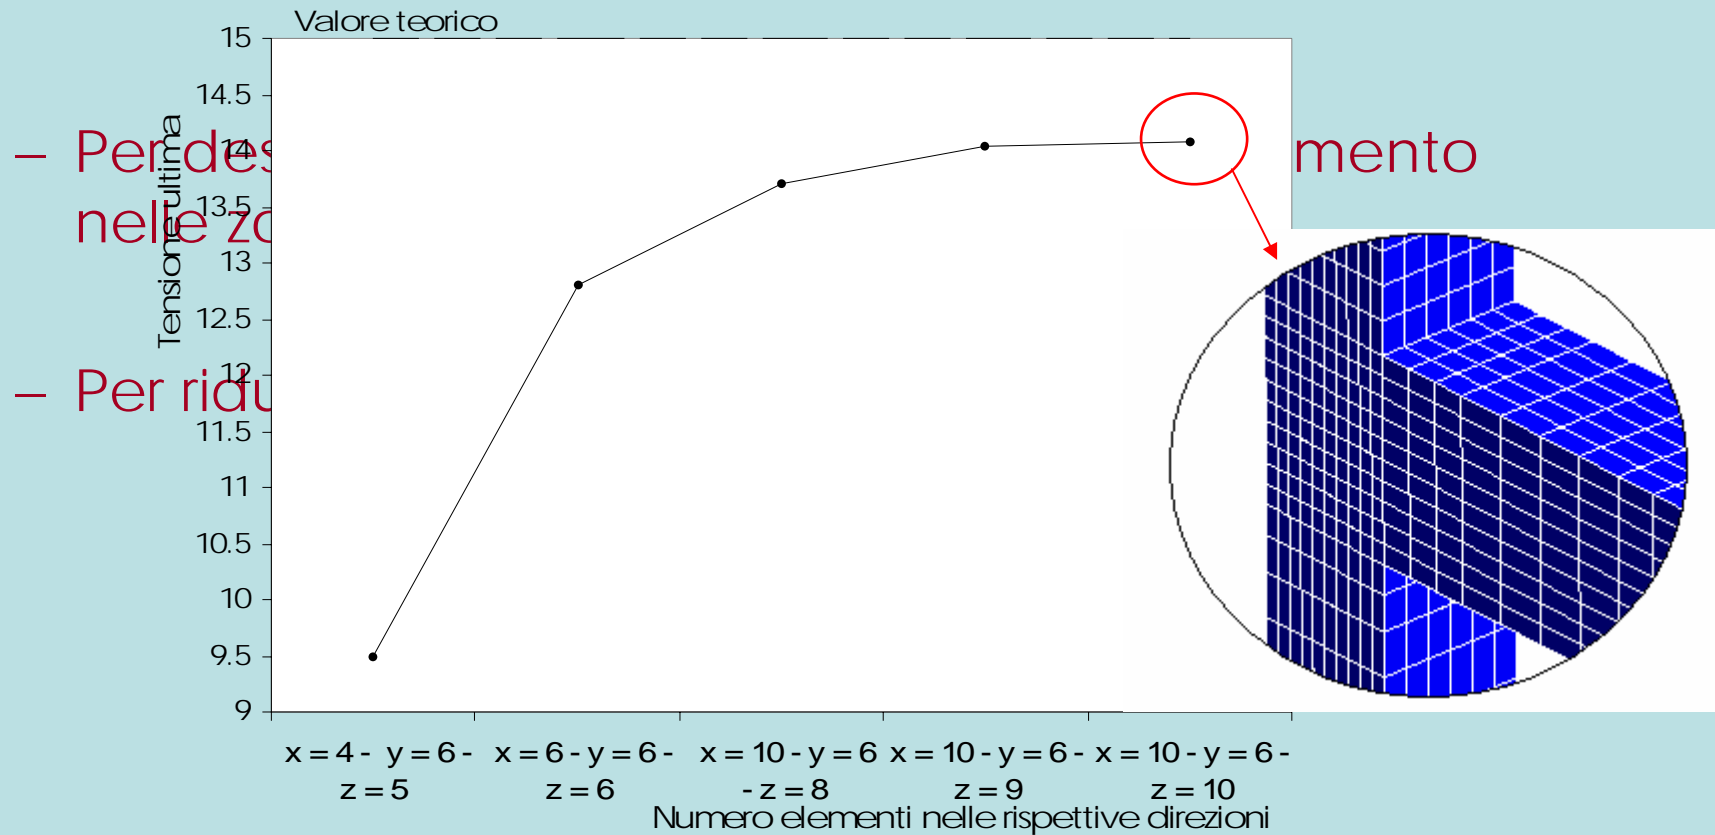 Valore teorico
15
14.5
14
13.5
13
12.5
12
11.5
11
10.5
10
9.5
9
Tensione ultima
– Per mento
nelle
– Per
x = 4 - y = 6 - z = 5
x = 6 - y = 6 - z = 6
x = 10 - y = 6 - z = 8
x = 10 - y = 6 - z = 9
x = 10 - y = 6 - z = 10
Numero elementi nelle rispettive direzioni